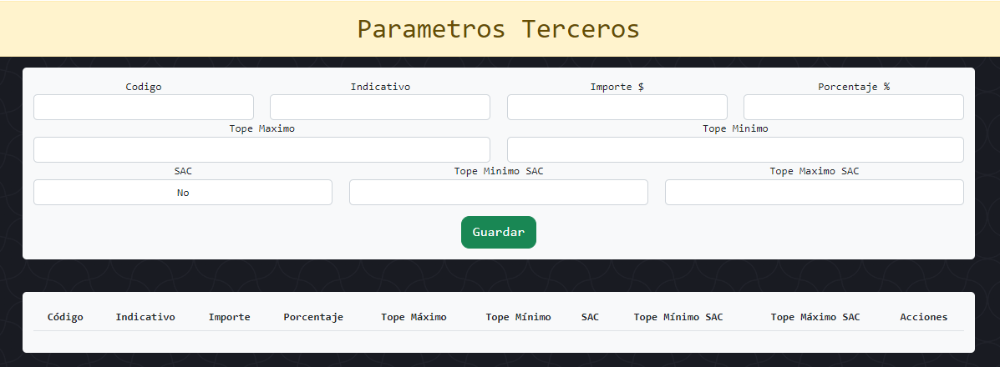 Parametros Terceros
Codigo Indicativo Importe $ Porcentaje %
Tope Maximo Tope Minimo
SAC Tope Minimo SAC Tope Maximo SAC
No
Guardar
Código Indicativo Importe Porcentaje Tope Máximo Tope Mínimo SAC Tope Mínimo SAC Tope Máximo SAC Acciones